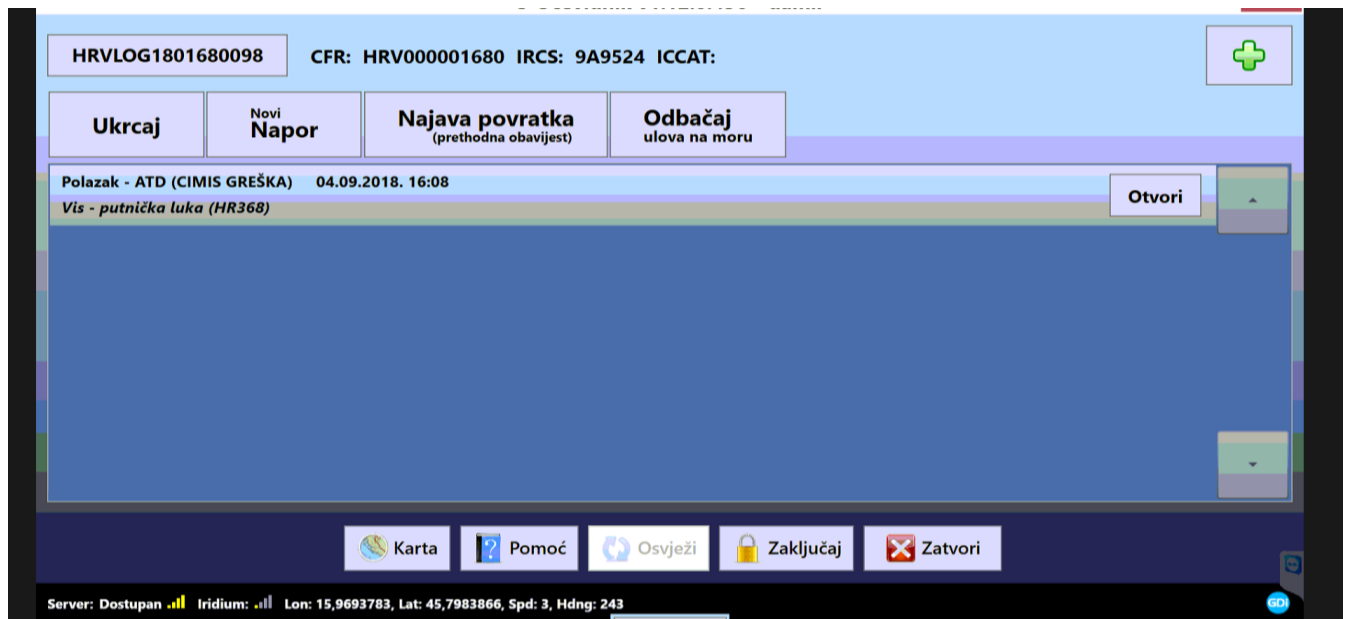 HRVLOG1801680098 CFR: HRV000001680 IRCS: 9A9524 ICCAT:
Ukrcaj
Novi
Napor
Najava povratka
(prethodna obavijest)
Odbačaj
ulova na moru
Polazak - ATD (CIMIS GREŠKA) 04.09.2018. 16:08
Vis - putnička luka (HR368)
Otvori
Karta Pomoć Osvježi Zaključaj Zatvori
Server: Dostupan Iridium: Lon: 15,9693783, Lat: 45,7983866, Spd: 3, Hdng: 243
GDi